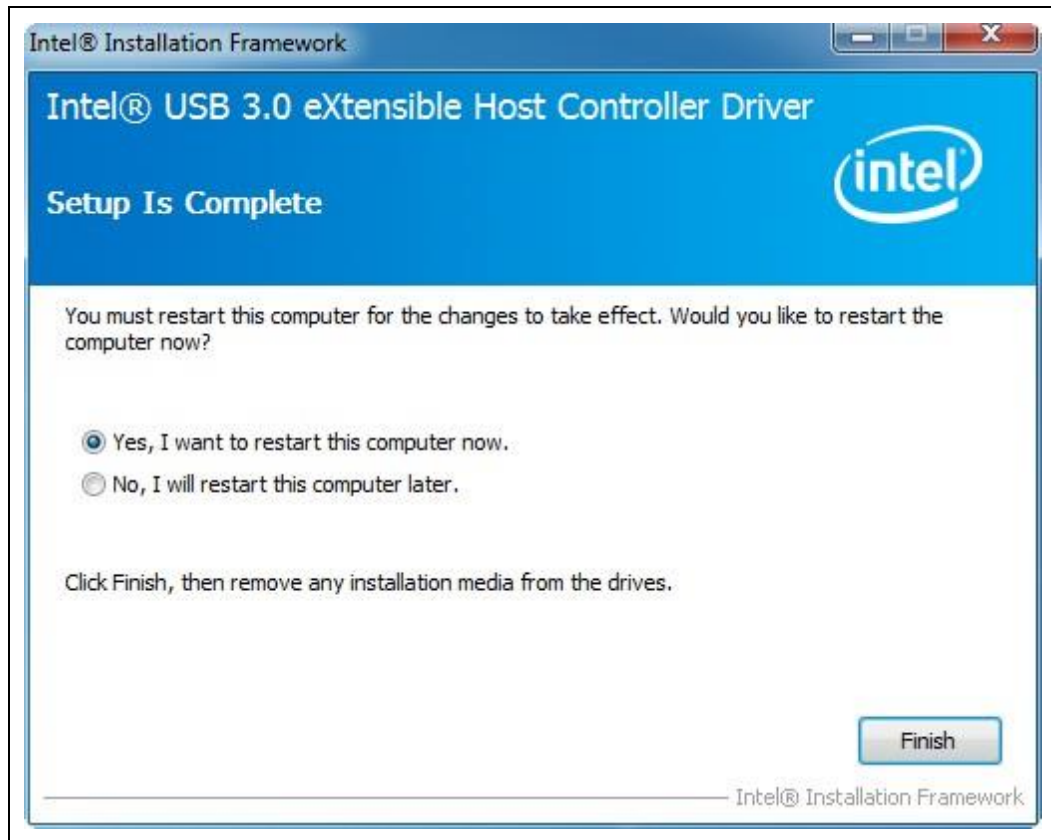 Intel® Installation Framework
Intel® USB 3.0 eXtensible Host Controller Driver
intel
Setup Is Complete
You must restart this computer for the changes to take effect. Would you like to restart the
computer now?
Yes, I want to restart this computer now.
No, I will restart this computer later.
Click Finish, then remove any installation media from the drives.
Finish
Intel® Installation Framework